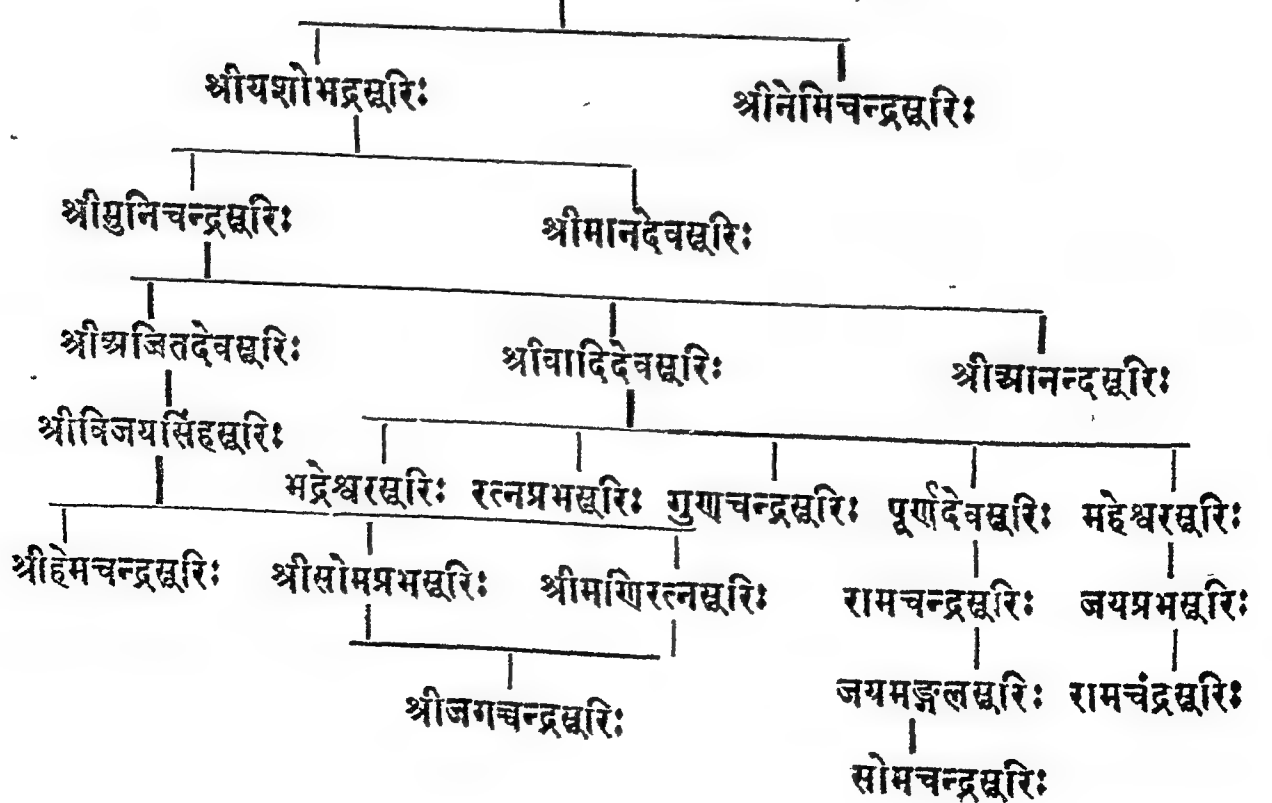 श्रीयशोभद्रसूरिः श्रीनेमिचन्द्रसूरिः
श्रीमुनिचन्द्रसूरिः श्रीमानदेवसूरिः
श्रीअजितदेवसूरिः श्रीवादिदेवसूरिः श्रीआनन्दसूरिः
श्रीविजयसिंहसूरिः
भद्रेश्वरसूरिः रत्नप्रभसूरिः गुणचन्द्रसूरिः पूर्णदेवसूरिः महेश्वरसूरिः
श्रीहेमचन्द्रसूरिः श्रीसोमप्रभसूरिः श्रीमणिरत्नसूरिः रामचन्द्रसूरिः जयप्रभसूरिः
श्रीजगच्चन्द्रसूरिः जयमङ्गलसूरिः रामचंद्रसूरिः
सोमचन्द्रसूरिः